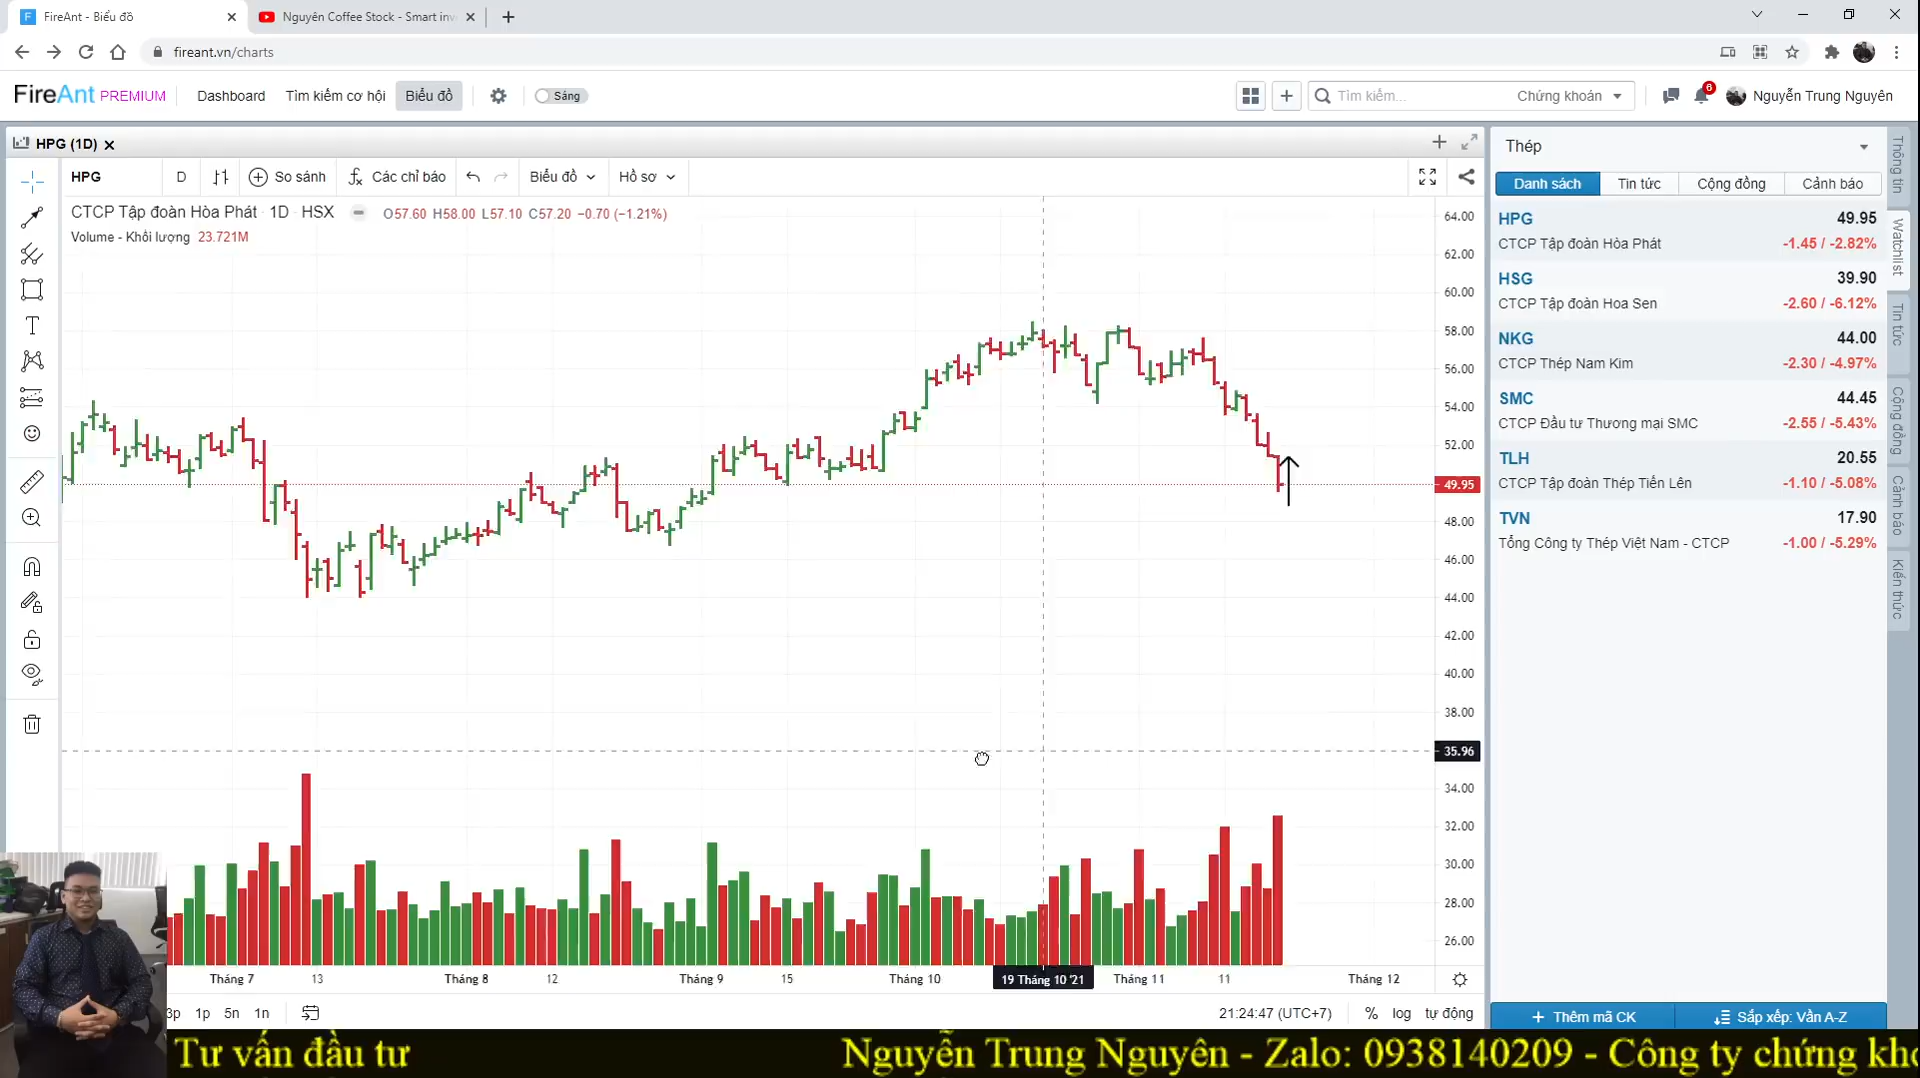 FireAnt - Biểu đồ
Nguyên Coffee Stock - Smart inv
fireant.vn/charts
FireAnt PREMIUM
Dashboard
Tìm kiếm cơ hội
Biểu đồ
Sáng
Tìm kiếm...
Chứng khoán
6
Nguyễn Trung Nguyên
HPG (1D)
HPG
D
So sánh
Các chỉ báo
Biểu đồ
Hồ sơ
CTCP Tập đoàn Hòa Phát 1D HSX
O57.60 H58.00 L57.10 C57.20 −0.70 (−1.21%)
Volume - Khối lượng 23.721M
64.00
62.00
60.00
58.00
56.00
54.00
52.00
49.95
48.00
46.00
44.00
42.00
40.00
38.00
35.96
34.00
32.00
30.00
28.00
26.00
Tháng 7
13
Tháng 8
12
Tháng 9
15
Tháng 10
19 Tháng 10 '21
Tháng 11
11
Tháng 12
3p
1p
5n
1n
21:24:47 (UTC+7)
%
log
tự động
Thép
Danh sách
Tin tức
Cộng đồng
Cảnh báo
HPG 49.95
CTCP Tập đoàn Hòa Phát -1.45 / -2.82%
HSG 39.90
CTCP Tập đoàn Hoa Sen -2.60 / -6.12%
NKG 44.00
CTCP Thép Nam Kim -2.30 / -4.97%
SMC 44.45
CTCP Đầu tư Thương mại SMC -2.55 / -5.43%
TLH 20.55
CTCP Tập đoàn Thép Tiến Lên -1.10 / -5.08%
TVN 17.90
Tổng Công ty Thép Việt Nam - CTCP -1.00 / -5.29%
Thêm mã CK
Sắp xếp: Vần A-Z
Thông tin
Watchlist
Tin tức
Cộng đồng
Cảnh báo
Kiến thức
Tư vấn đầu tư
Nguyễn Trung Nguyên - Zalo: 0938140209 - Công ty chứng kho